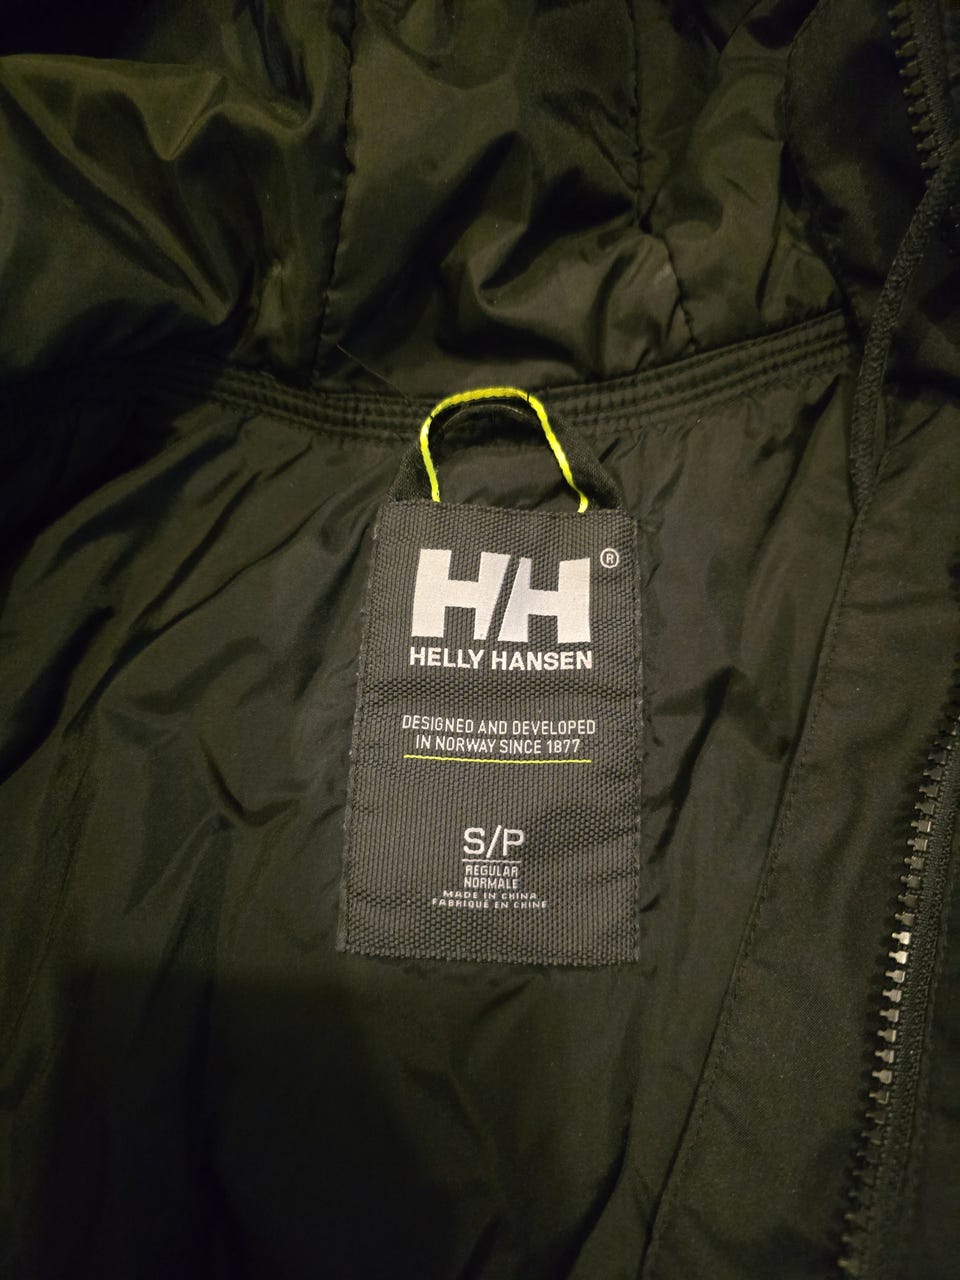 HH®
HELLY HANSEN
DESIGNED AND DEVELOPED
IN NORWAY SINCE 1877
S/P
REGULAR
NORMALE
MADE IN CHINA
FABRIQUÉ EN CHINE